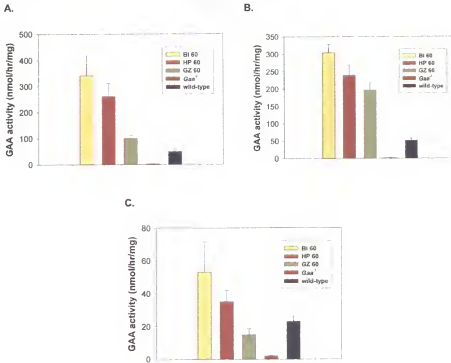 A.
500
400
300
200
100
0
GAA activity (nmol/hr/mg)
BI 60
HP 60
GZ 60
Gaa-/-
wild-type
B.
350
300
250
200
150
100
50
0
GAA activity (nmol/hr/mg)
BI 60
HP 60
GZ 60
Gaa-/-
wild-type
C.
80
60
40
20
0
GAA activity (nmol/hr/mg)
BI 60
HP 60
GZ 60
Gaa-/-
wild-type